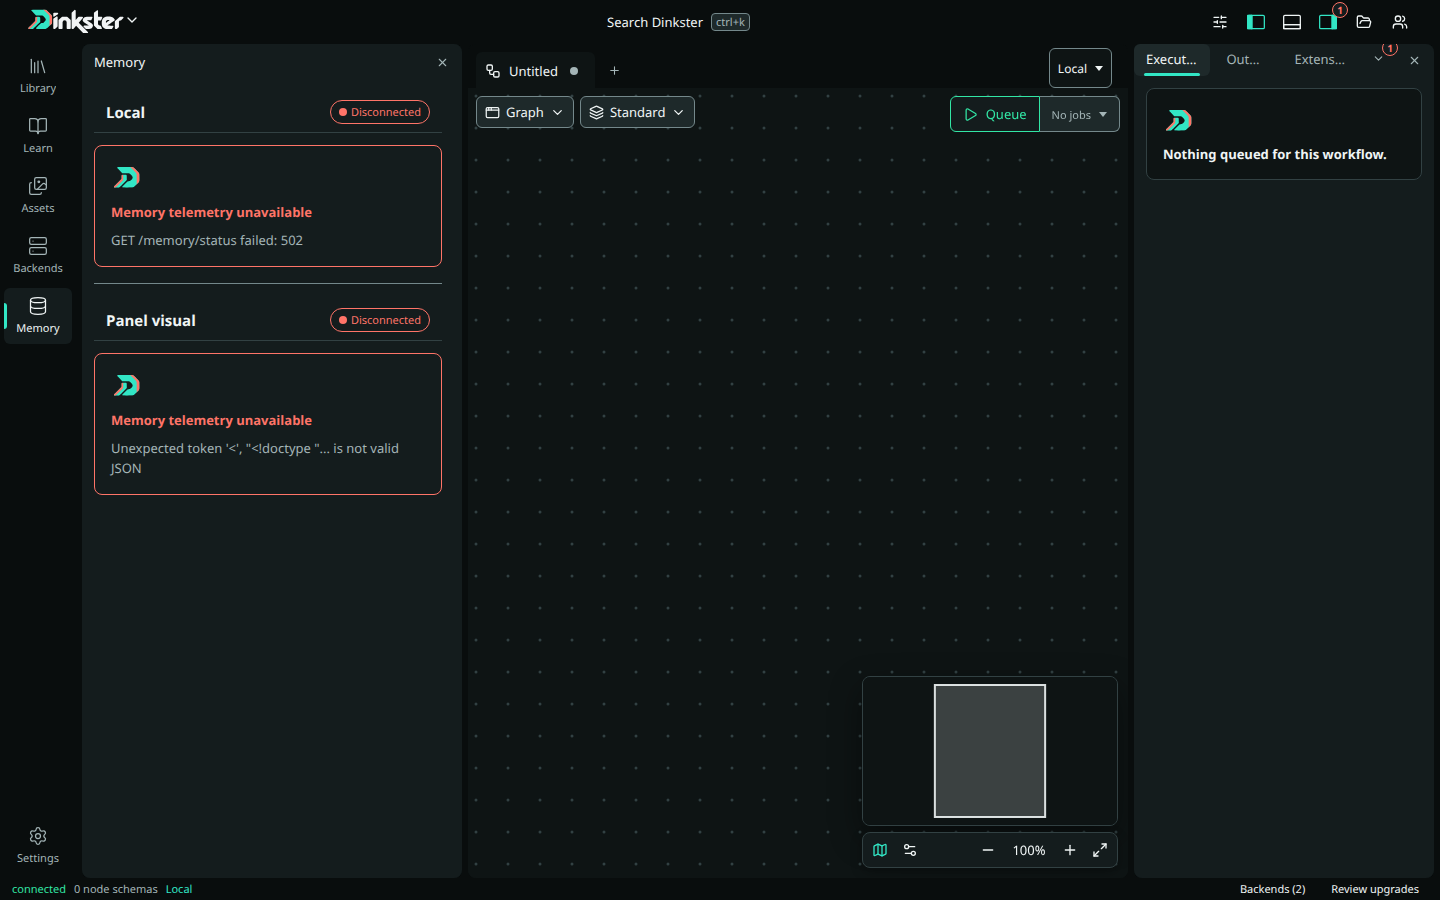 Dinkster
Search Dinkster ctrl+k
1
Library
Learn
Assets
Backends
Memory
Settings
Memory
Local
Disconnected
Memory telemetry unavailable
GET /memory/status failed: 502
Panel visual
Disconnected
Memory telemetry unavailable
Unexpected token '<', "<!doctype "... is not valid
JSON
Untitled
Local
Graph
Standard
Queue
No jobs
100%
Execut...
Out...
Extens...
1
Nothing queued for this workflow.
connected 0 node schemas Local
Backends (2) Review upgrades